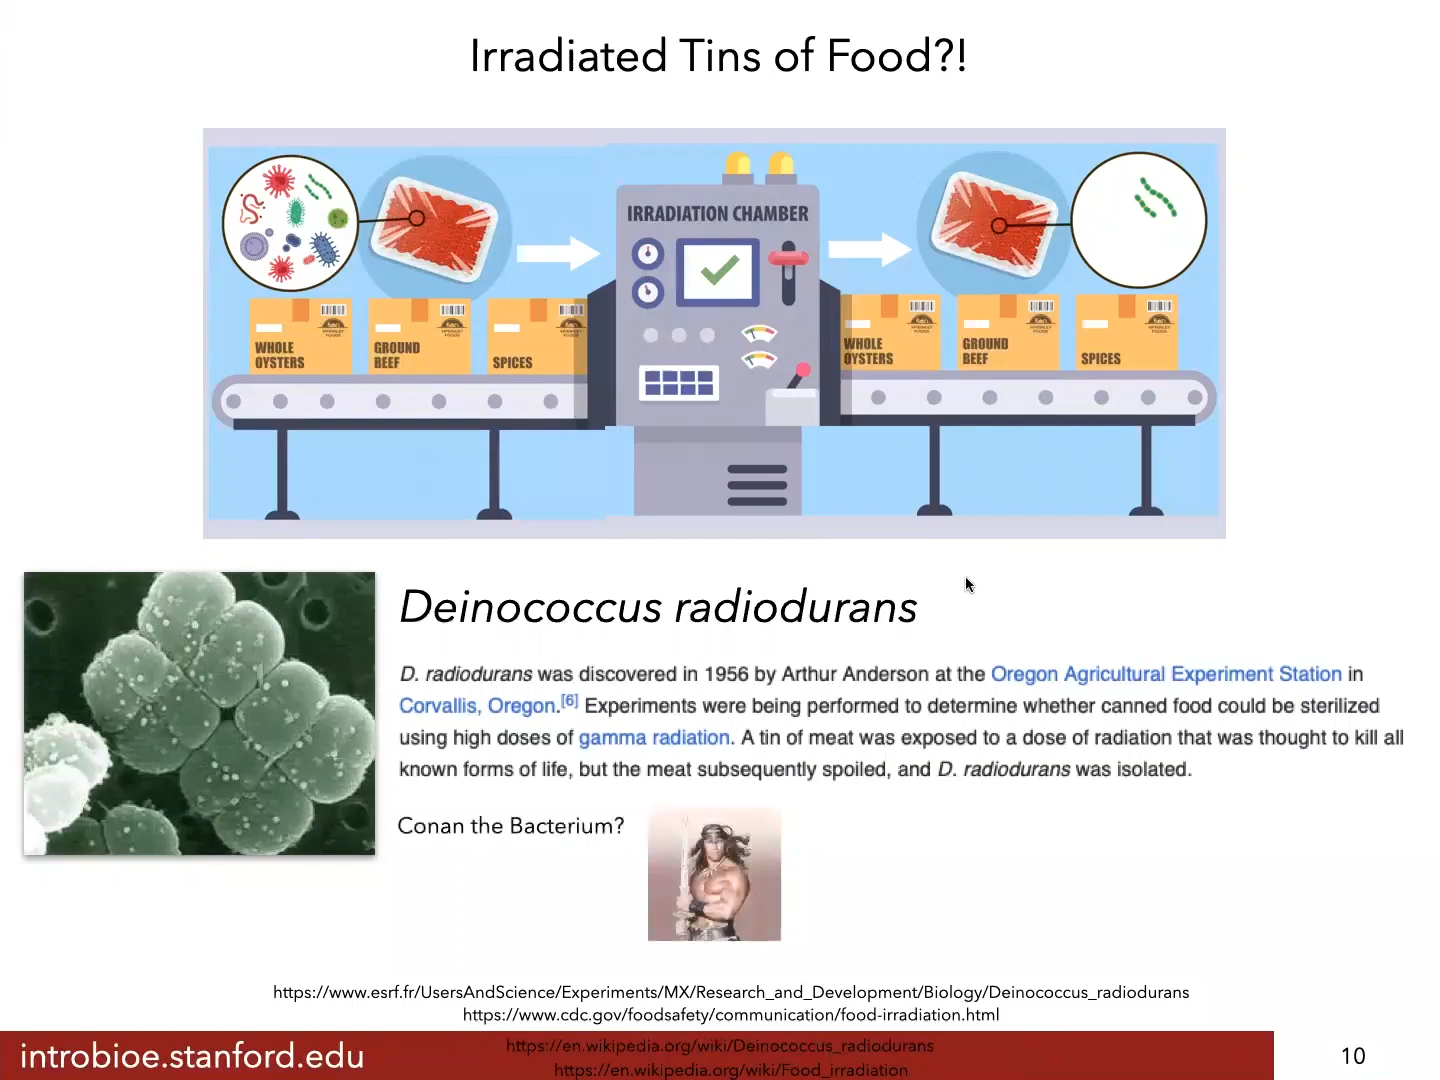 Irradiated Tins of Food?!
IRRADIATION CHAMBER
WHOLE
OYSTERS
GROUND
BEEF
SPICES
WHOLE
OYSTERS
GROUND
BEEF
SPICES
Deinococcus radiodurans
D. radiodurans was discovered in 1956 by Arthur Anderson at the Oregon Agricultural Experiment Station in
Corvallis, Oregon.[6] Experiments were being performed to determine whether canned food could be sterilized
using high doses of gamma radiation. A tin of meat was exposed to a dose of radiation that was thought to kill all
known forms of life, but the meat subsequently spoiled, and D. radiodurans was isolated.
Conan the Bacterium?
https://www.esrf.fr/UsersAndScience/Experiments/MX/Research_and_Development/Biology/Deinococcus_radiodurans
https://www.cdc.gov/foodsafety/communication/food-irradiation.html
https://en.wikipedia.org/wiki/Deinococcus_radiodurans
introbioe.stanford.edu
10
https://en.wikipedia.org/wiki/Food_irradiation